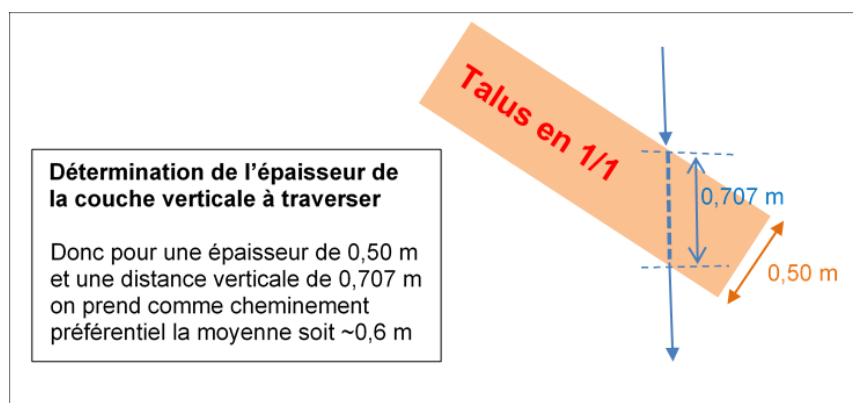 Talus en 1/1
Détermination de l’épaisseur de
la couche verticale à traverser
Donc pour une épaisseur de 0,50 m
et une distance verticale de 0,707 m
on prend comme cheminement
préférentiel la moyenne soit ~0,6 m
0,707 m
0,50 m